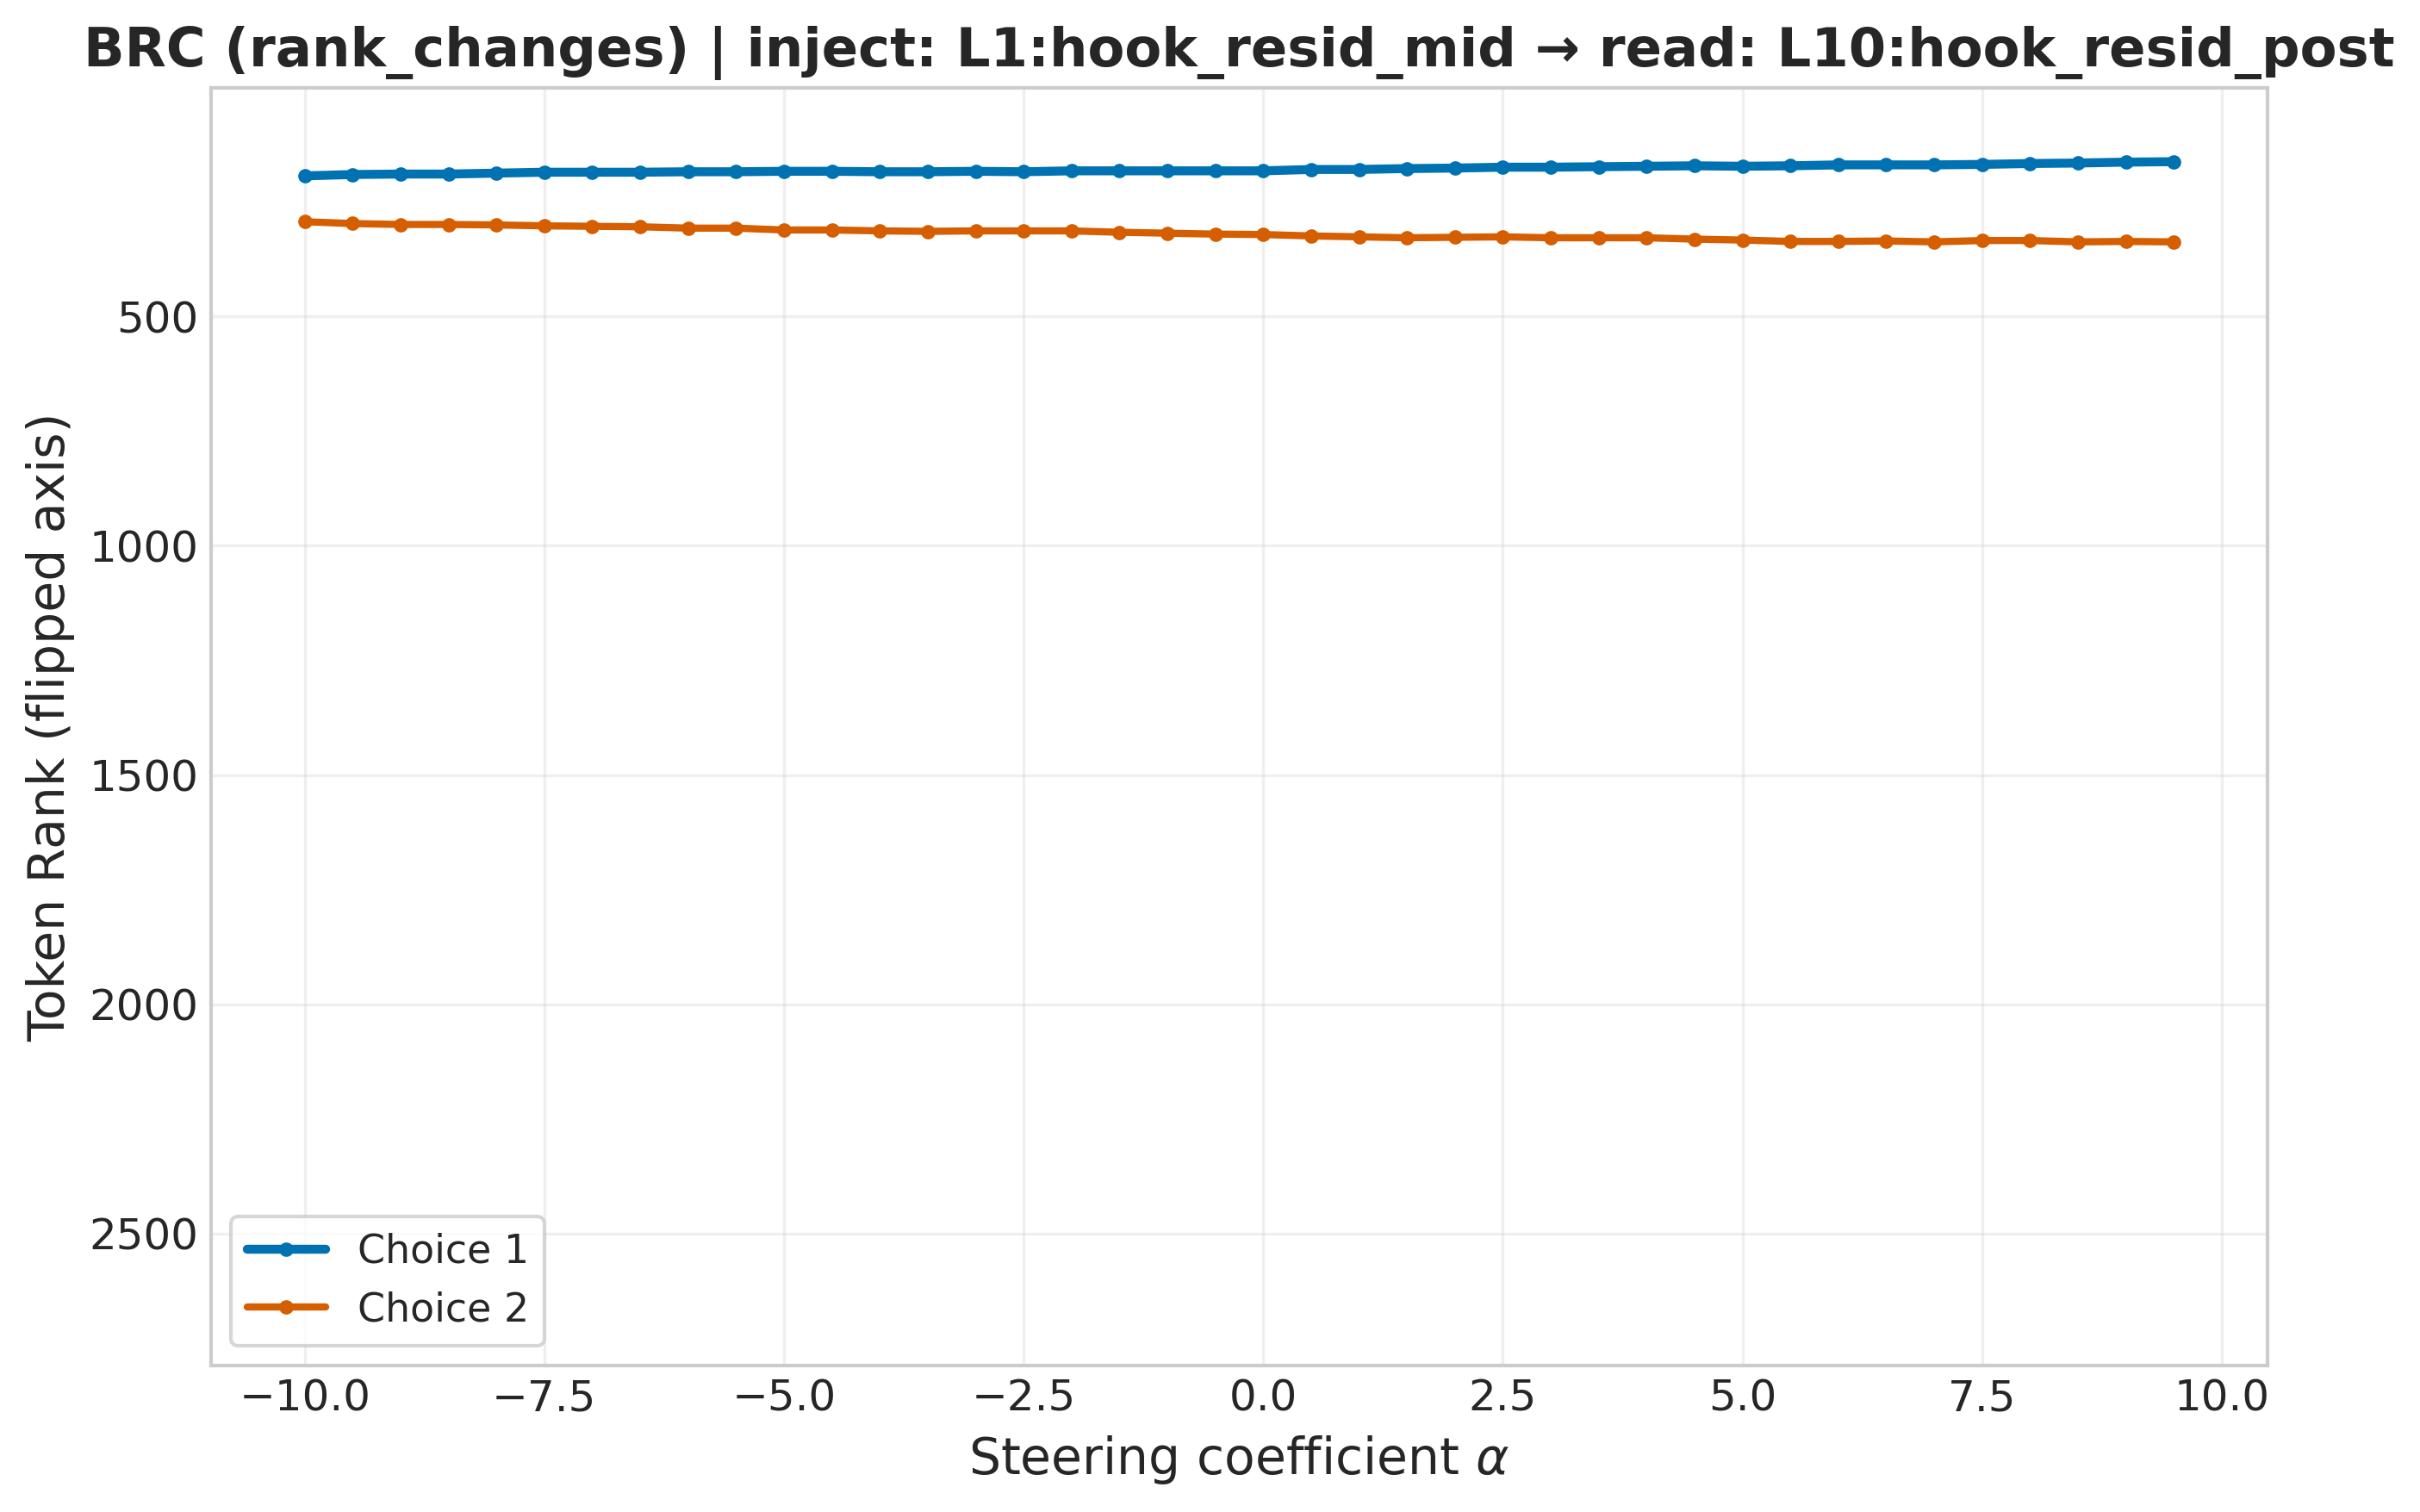 BRC (rank_changes) | inject: L1:hook_resid_mid → read: L10:hook_resid_post
Token Rank (flipped axis)
500
1000
1500
2000
2500
Choice 1
Choice 2
−10.0 −7.5 −5.0 −2.5 0.0 2.5 5.0 7.5 10.0
Steering coefficient α